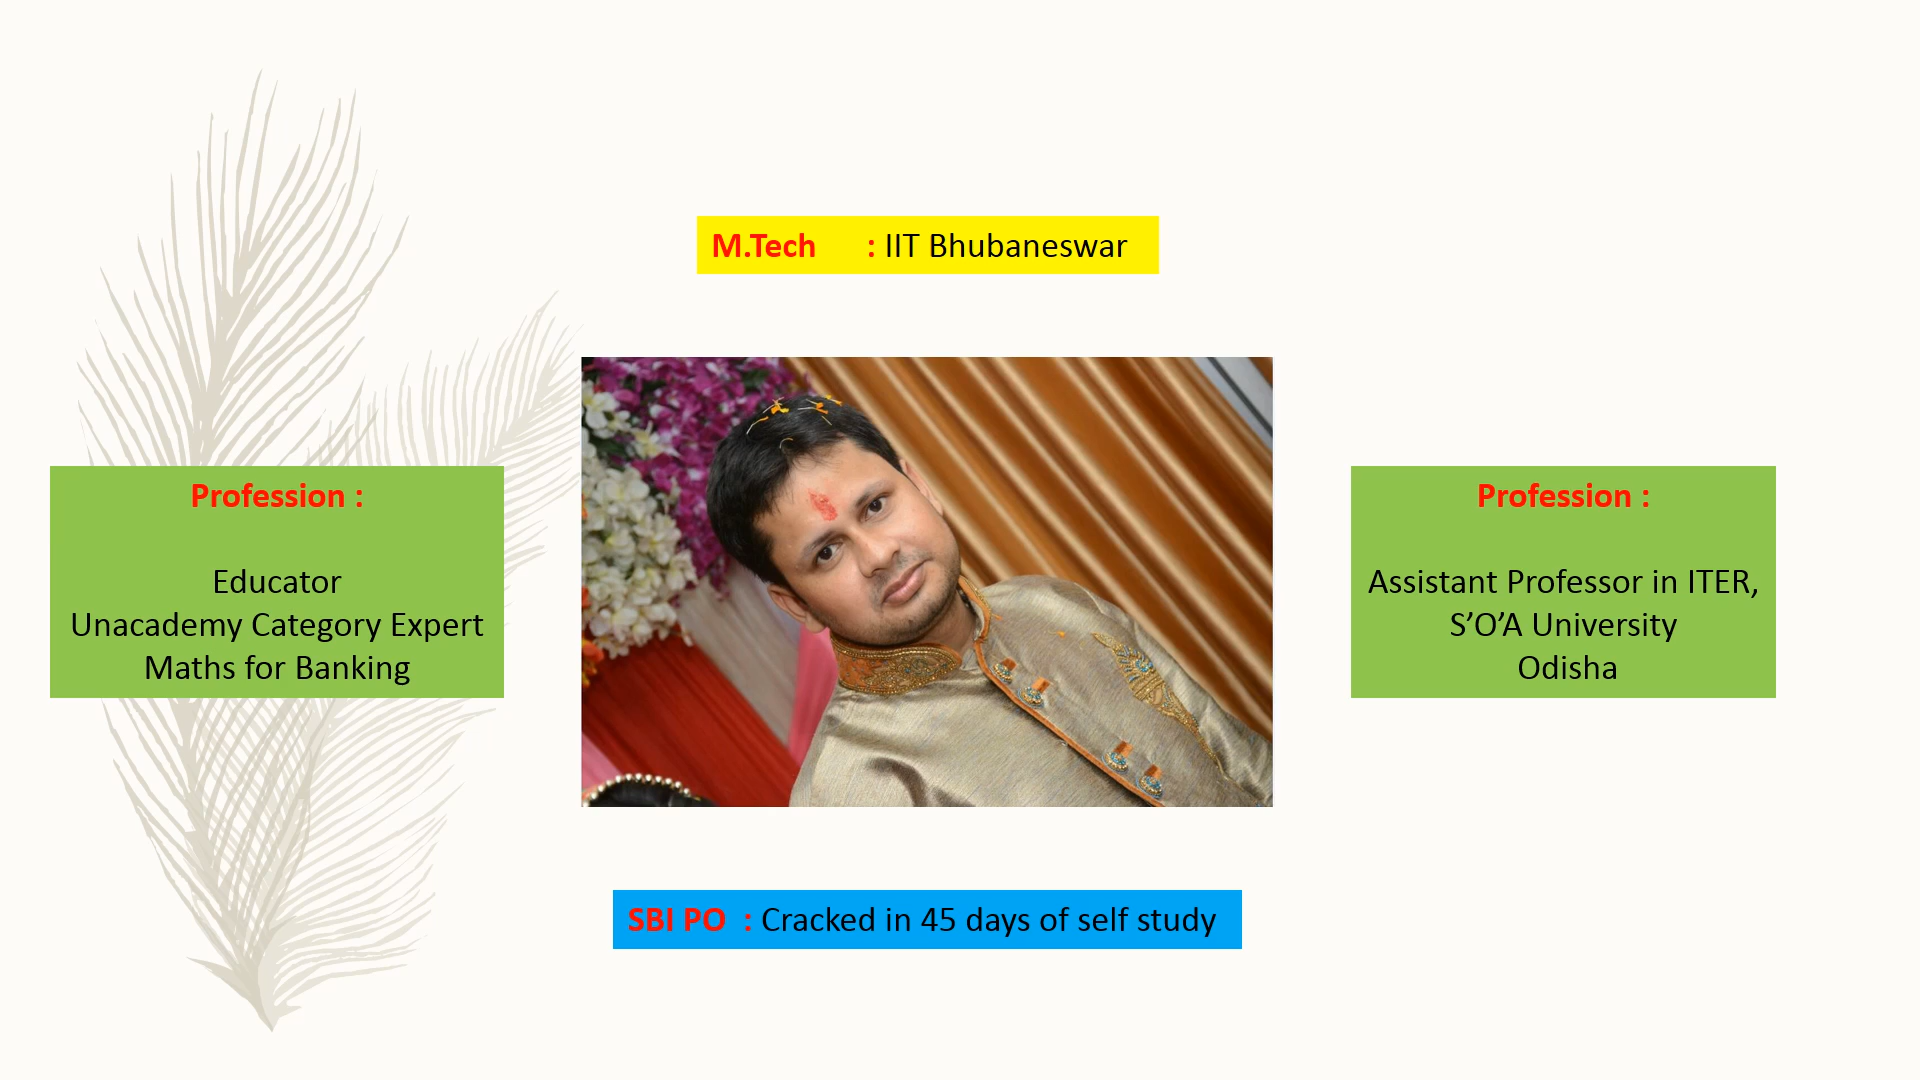 M.Tech : IIT Bhubaneswar
Profession :
Educator
Unacademy Category Expert
Maths for Banking
Profession :
Assistant Professor in ITER,
S’O’A University
Odisha
SBI PO : Cracked in 45 days of self study